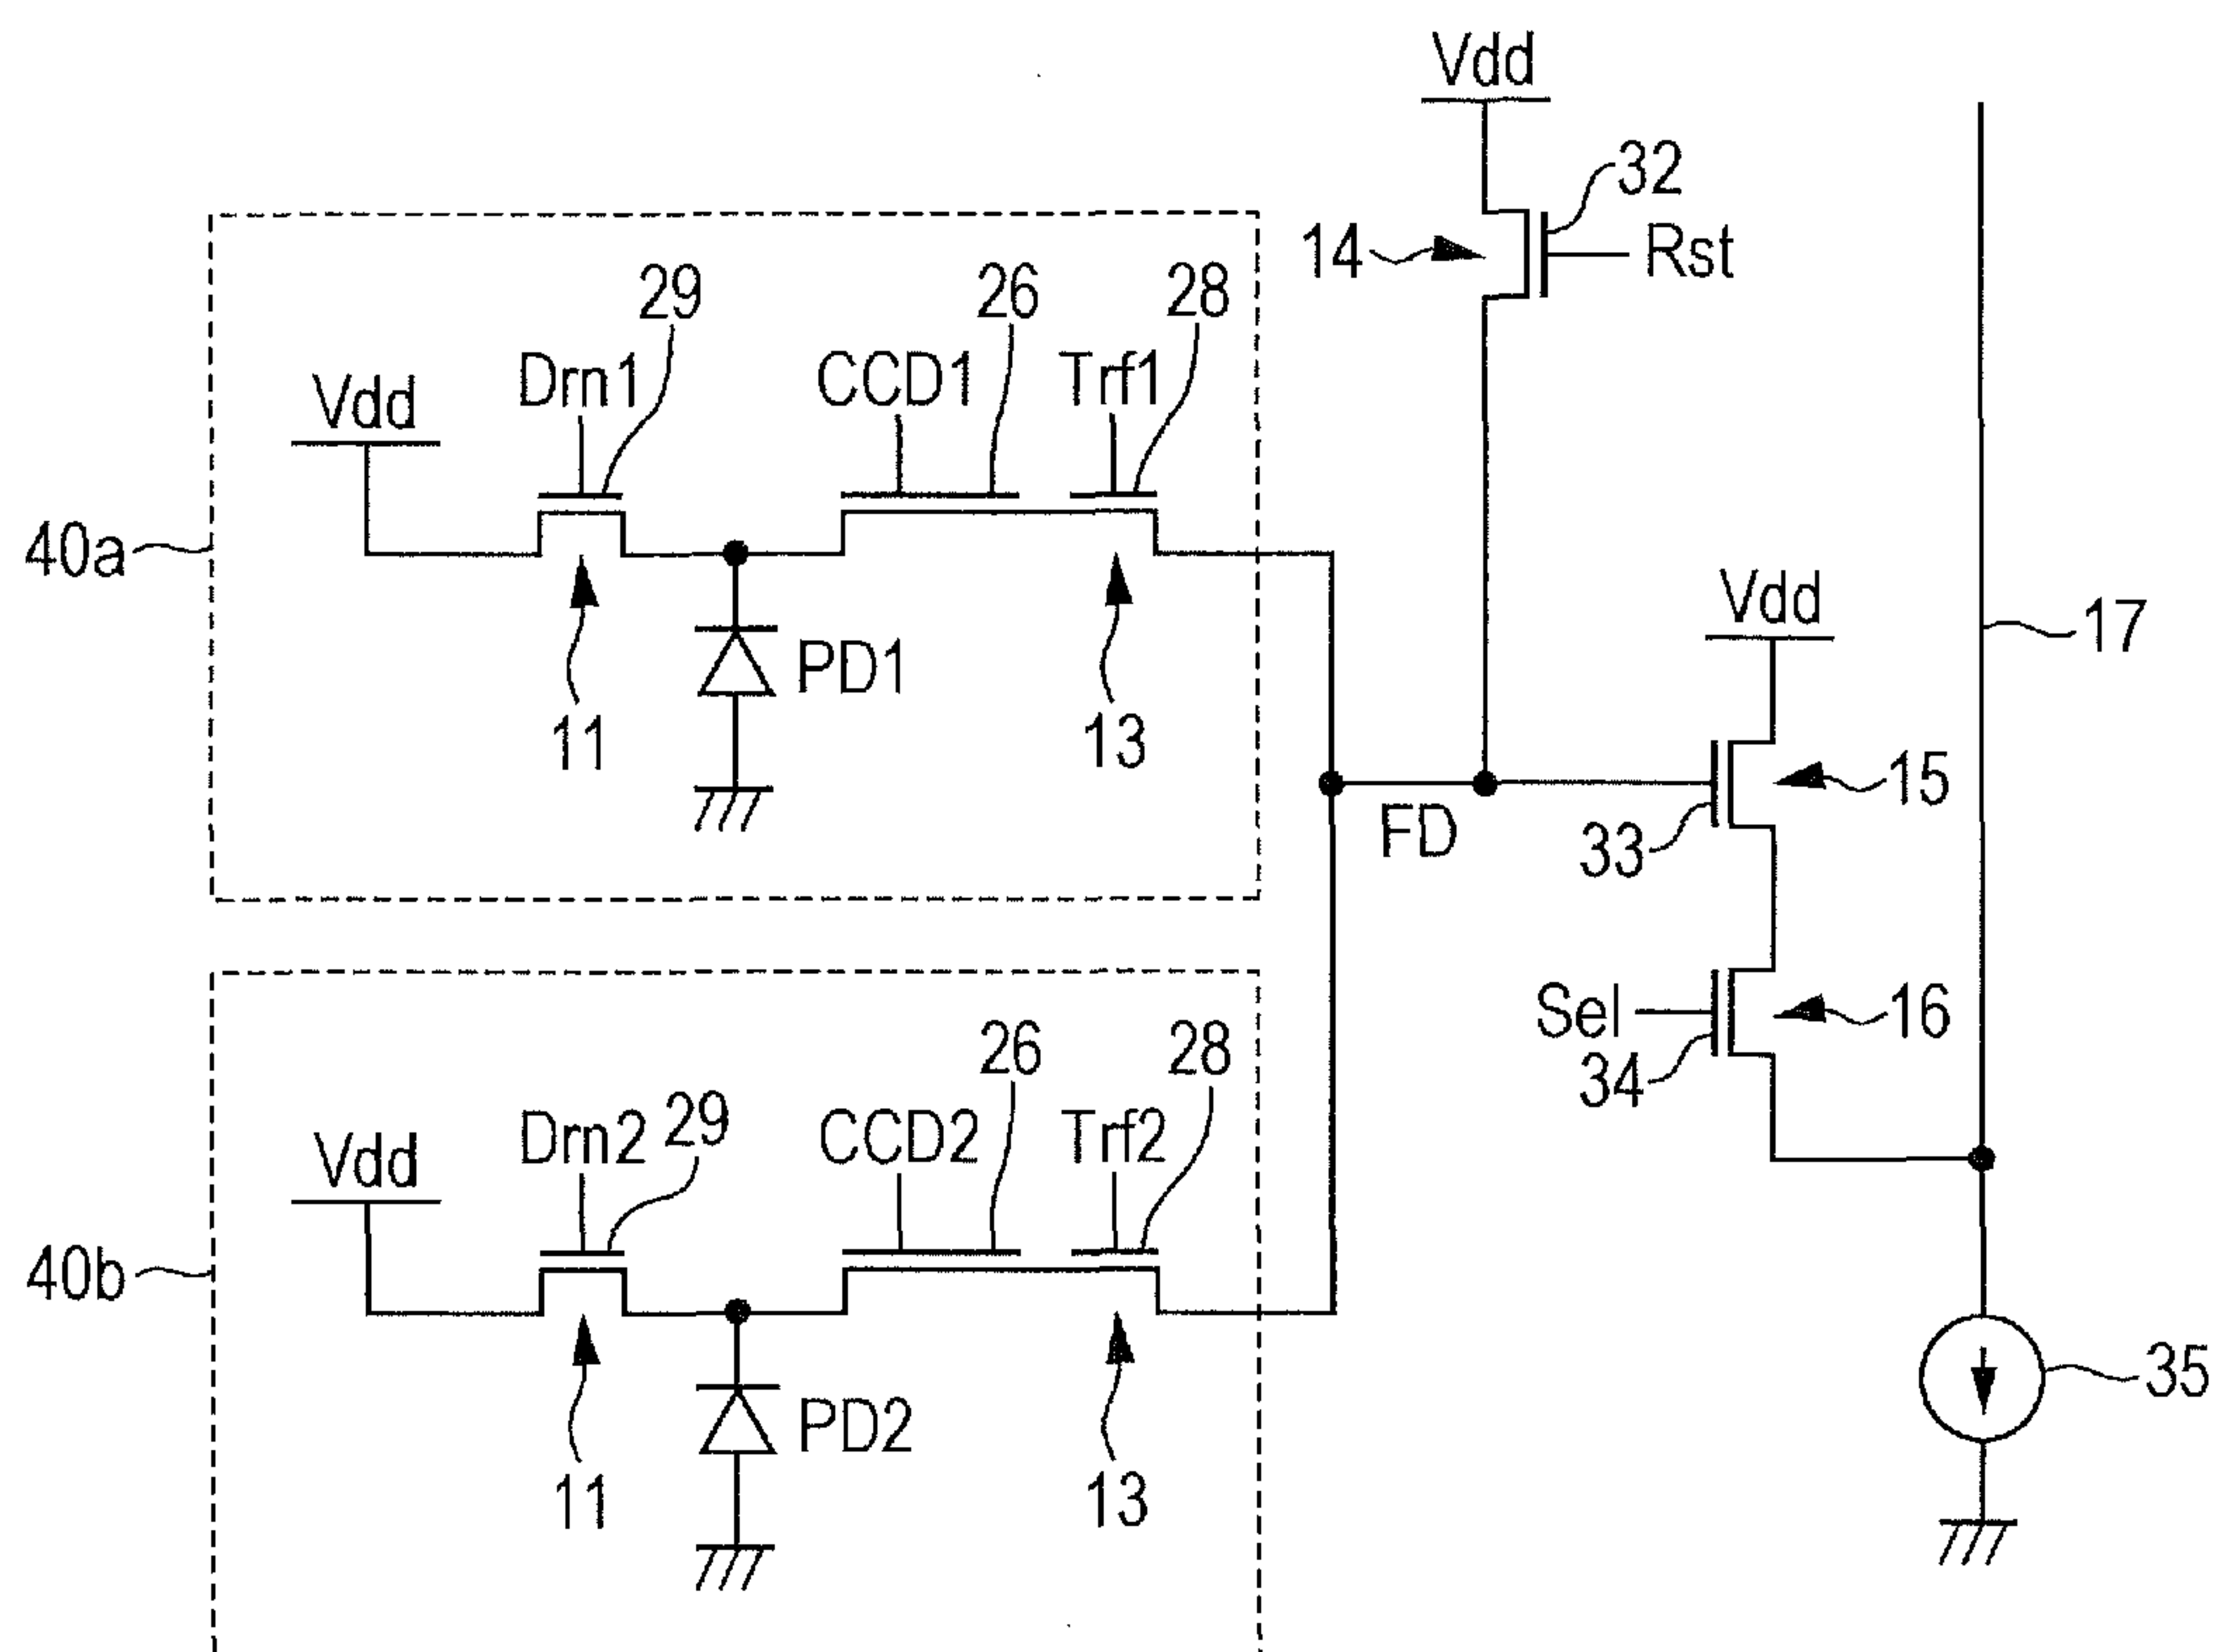 Vdd
32
14
Rst
29
26
28
Drn1
CCD1
Trf1
Vdd
40a
PD1
11
13
Vdd
17
15
FD
33
Sel
16
34
26
28
29
Drn2
CCD2
Trf2
Vdd
40b
PD2
35
11
13